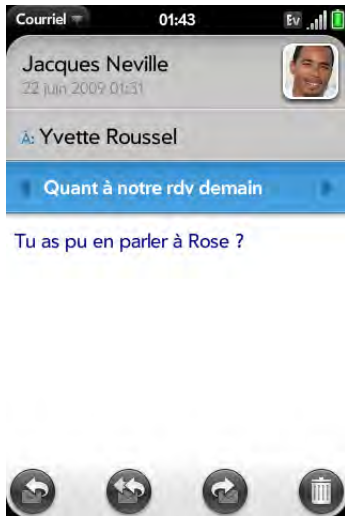 Courriel 01:43 Ev
Jacques Neville
22 juin 2009 01:31
À: Yvette Roussel
Quant à notre rdv demain
Tu as pu en parler à Rose ?